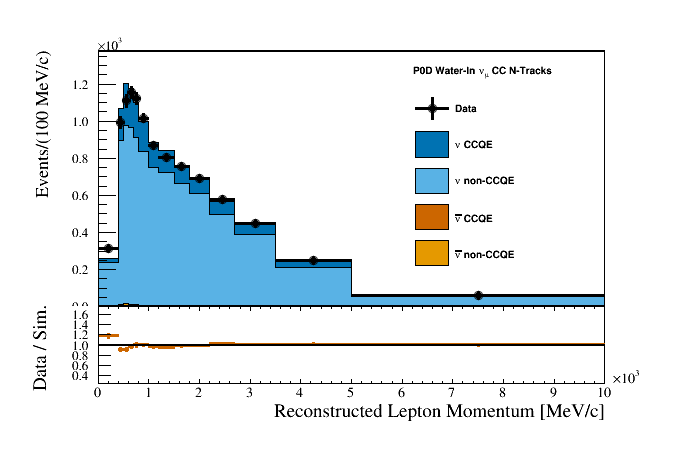 ×10³
P0D Water-In νμ CC N-Tracks
Data
ν CCQE
ν non-CCQE
ν̅ CCQE
ν̅ non-CCQE
Events/(100 MeV/c)
1.2
1.0
0.8
0.6
0.4
0.2
Data / Sim.
1.6
1.4
1.2
1.0
0.8
0.6
0.4
0 1 2 3 4 5 6 7 8 9 10
×10³
Reconstructed Lepton Momentum [MeV/c]